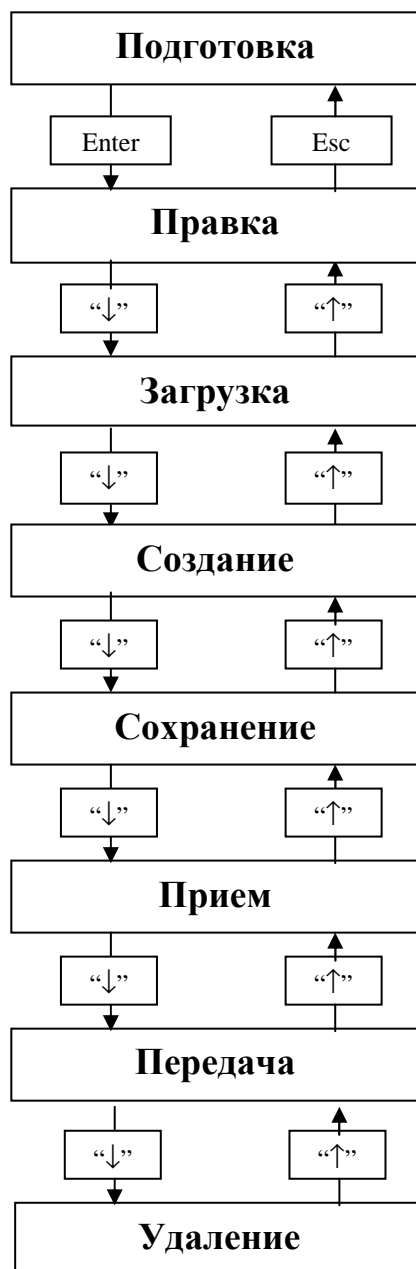 Подготовка
Enter Esc
Правка
“↓” “↑”
Загрузка
“↓” “↑”
Создание
“↓” “↑”
Сохранение
“↓” “↑”
Прием
“↓” “↑”
Передача
“↓” “↑”
Удаление